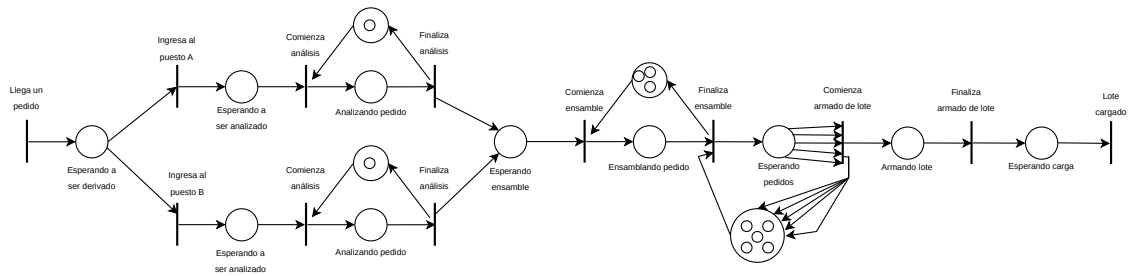 Llega un
pedido
Esperando a
ser derivado
Ingresa al
puesto A
Esperando a
ser analizado
Comienza
análisis
Analizando pedido
Finaliza
análisis
Ingresa al
puesto B
Esperando a
ser analizado
Comienza
análisis
Analizando pedido
Finaliza
análisis
Esperando
ensamble
Comienza
ensamble
Ensamblando pedido
Finaliza
ensamble
Esperando
pedidos
Comienza
armado de lote
Armando lote
Finaliza
armado de lote
Esperando carga
Lote
cargado